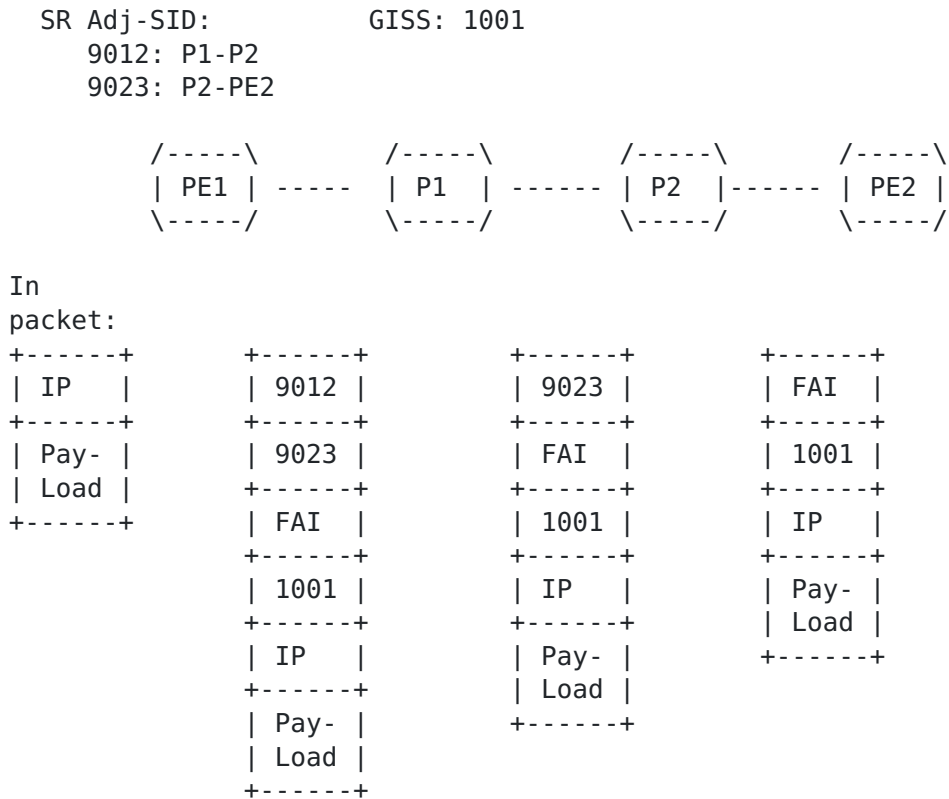 SR Adj-SID:          GISS: 1001
   9012: P1-P2
   9023: P2-PE2

         /-----\        /-----\        /-----\       /-----\
         | PE1 | -----  | P1  | ------ | P2  |------ | PE2 |
         \-----/        \-----/        \-----/       \-----/

In
packet:
+------+       +------+         +------+        +------+
| IP   |       | 9012 |         | 9023 |        | FAI  |
+------+       +------+         +------+        +------+
| Pay- |       | 9023 |         | FAI  |        | 1001 |
| Load |       +------+         +------+        +------+
+------+       | FAI  |         | 1001 |        | IP   |
               +------+         +------+        +------+
               | 1001 |         | IP   |        | Pay- |
               +------+         +------+        | Load |
               | IP   |         | Pay- |        +------+
               +------+         | Load |
               | Pay- |         +------+
               | Load |
               +------+